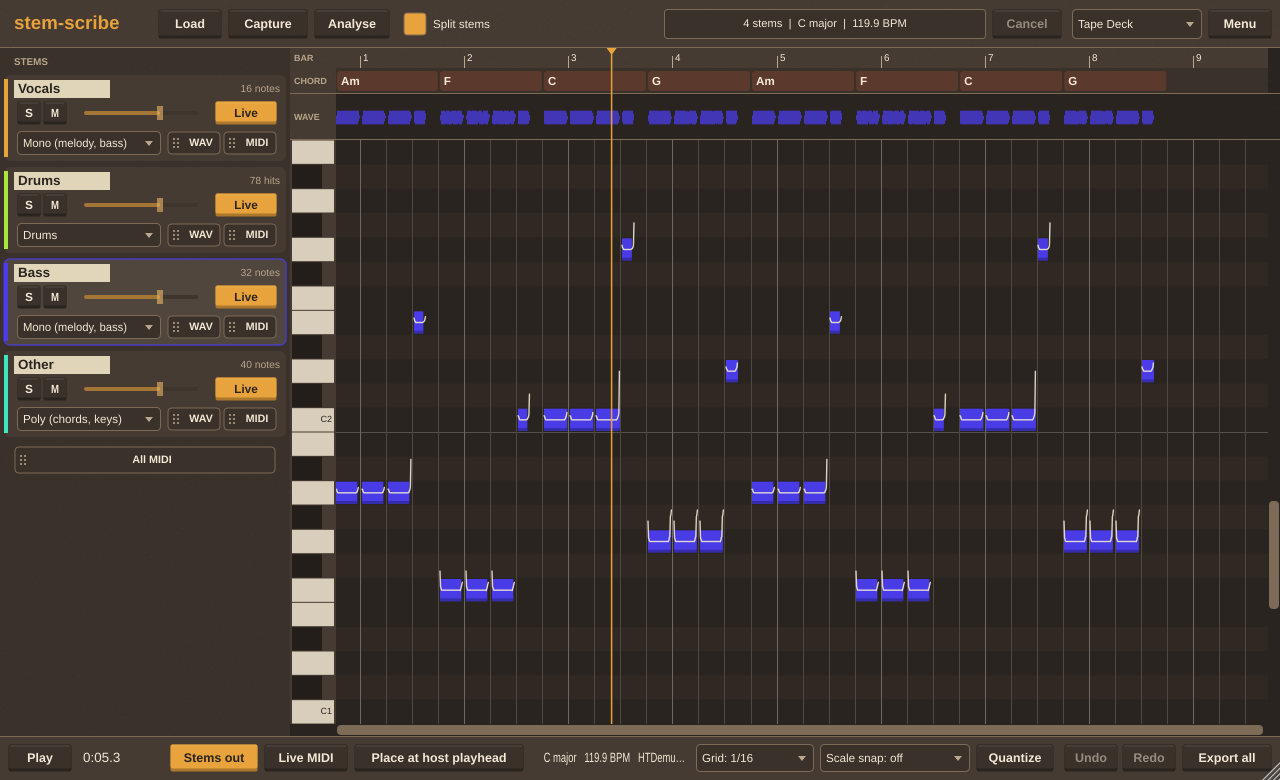 stem-scribe Load Capture Analyse Split stems 4 stems | C major | 119.9 BPM Cancel Tape Deck Menu
STEMS
Vocals 16 notes
S M Live
Mono (melody, bass) WAV MIDI
Drums 78 hits
S M Live
Drums WAV MIDI
Bass 32 notes
S M Live
Mono (melody, bass) WAV MIDI
Other 40 notes
S M Live
Poly (chords, keys) WAV MIDI
All MIDI
BAR 1 2 3 4 5 6 7 8 9
CHORD Am F C G Am F C G
WAVE
C2
C1
Play 0:05.3 Stems out Live MIDI Place at host playhead C major 119.9 BPM HTDemu... Grid: 1/16 Scale snap: off Quantize Undo Redo Export all